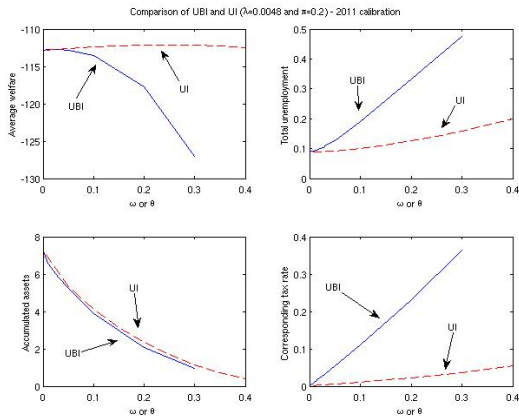 Comparison of UBI and UI (λ=0.0048 and π=0.2) - 2011 calibration
-110
-115
-120
-125
-130
Average welfare
UBI
UI
0
0.1
0.2
0.3
0.4
ω or θ
0.5
0.4
0.3
0.2
0.1
0
Total unemployment
UBI
UI
0
0.1
0.2
0.3
0.4
ω or θ
8
6
4
2
0
Accumulated assets
UI
UBI
0
0.1
0.2
0.3
0.4
ω or θ
0.4
0.3
0.2
0.1
0
Corresponding tax rate
UBI
UI
0
0.1
0.2
0.3
0.4
ω or θ